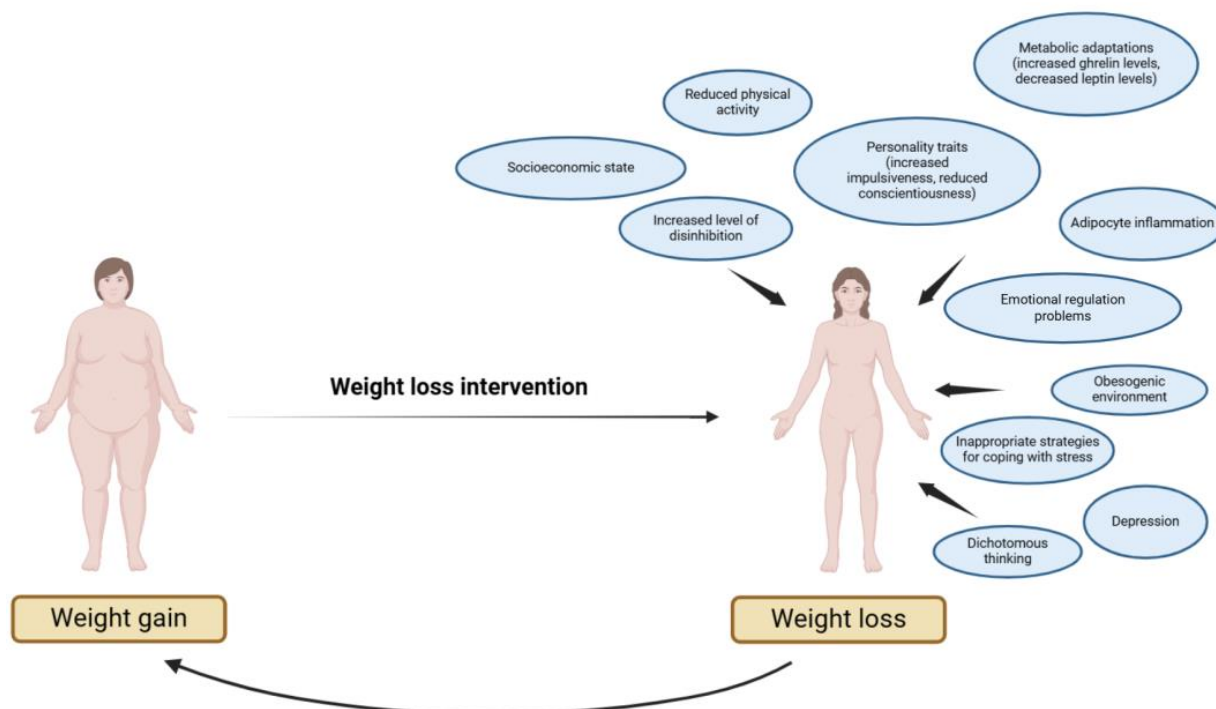 Metabolic adaptations
(increased ghrelin levels,
decreased leptin levels)
Reduced physical
activity
Personality traits
(increased
impulsiveness, reduced
conscientiousness)
Socioeconomic state
Increased level of
disinhibition
Adipocyte inflammation
Emotional regulation
problems
Weight loss intervention
Obesogenic
environment
Inappropriate strategies
for coping with stress
Depression
Dichotomous
thinking
Weight gain
Weight loss